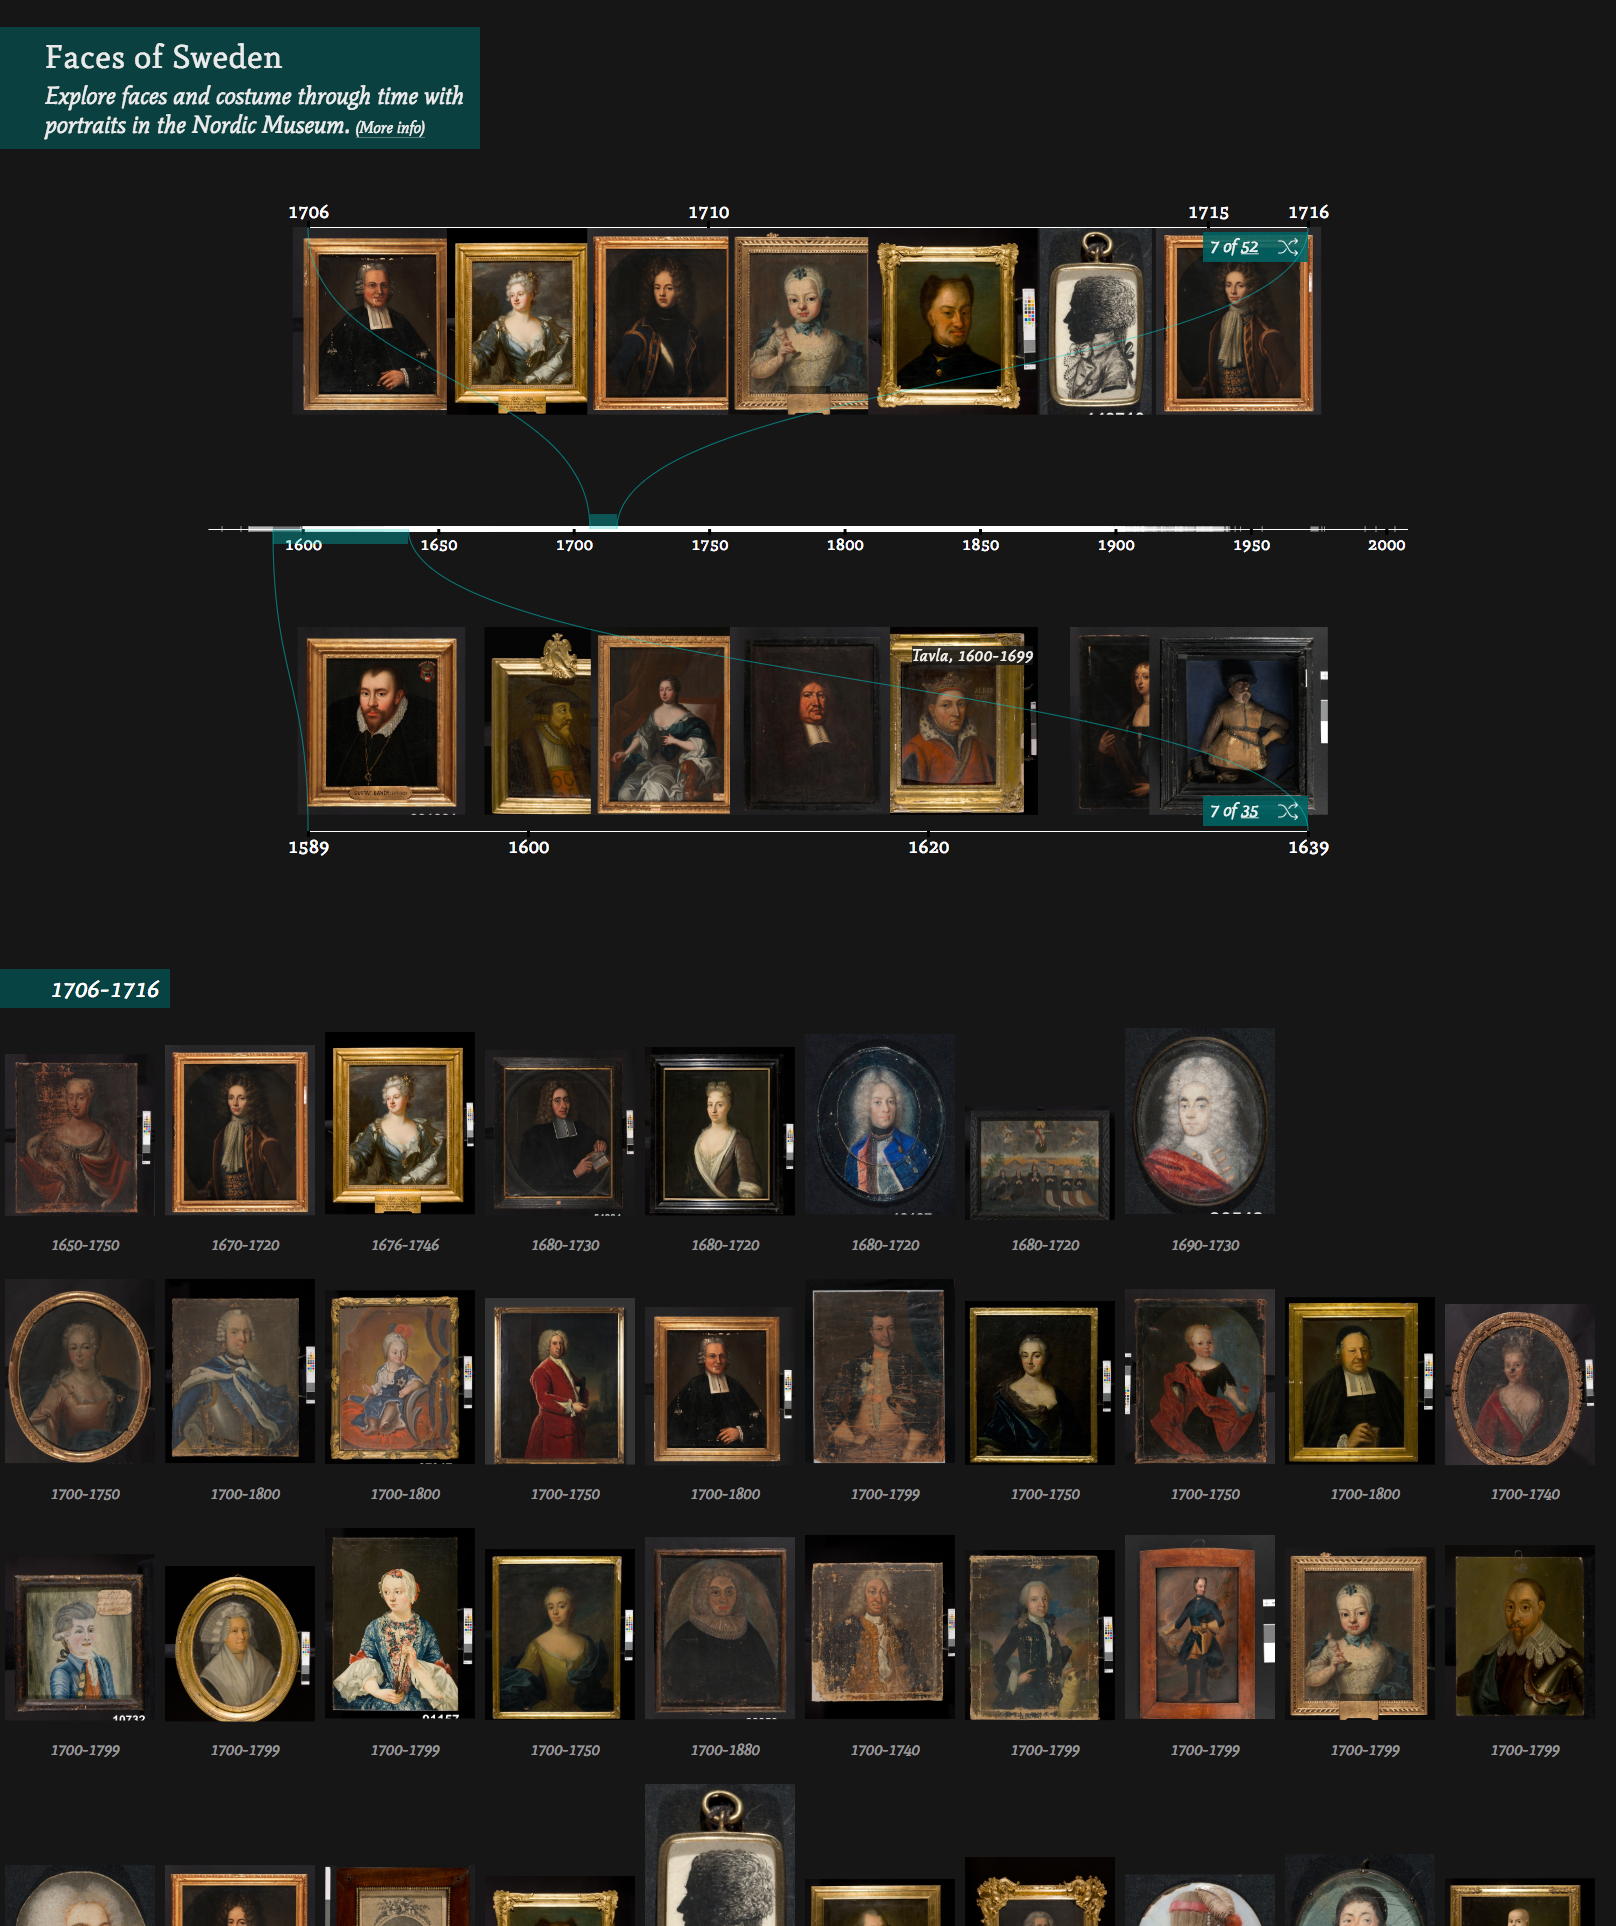 Faces of Sweden
Explore faces and costume through time with
portraits in the Nordic Museum. (More info)
1706 1710 1715 1716
7 of 52
1600 1650 1700 1750 1800 1850 1900 1950 2000
Tavla, 1600-1699
7 of 35
1589 1600 1620 1639
1706-1716
1650-1750 1670-1720 1676-1746 1680-1730 1680-1720 1680-1720 1680-1720 1690-1730
1700-1750 1700-1800 1700-1800 1700-1750 1700-1800 1700-1799 1700-1750 1700-1750 1700-1800 1700-1740
10732
1700-1799 1700-1799 1700-1799 1700-1750 1700-1880 1700-1740 1700-1799 1700-1799 1700-1799 1700-1799